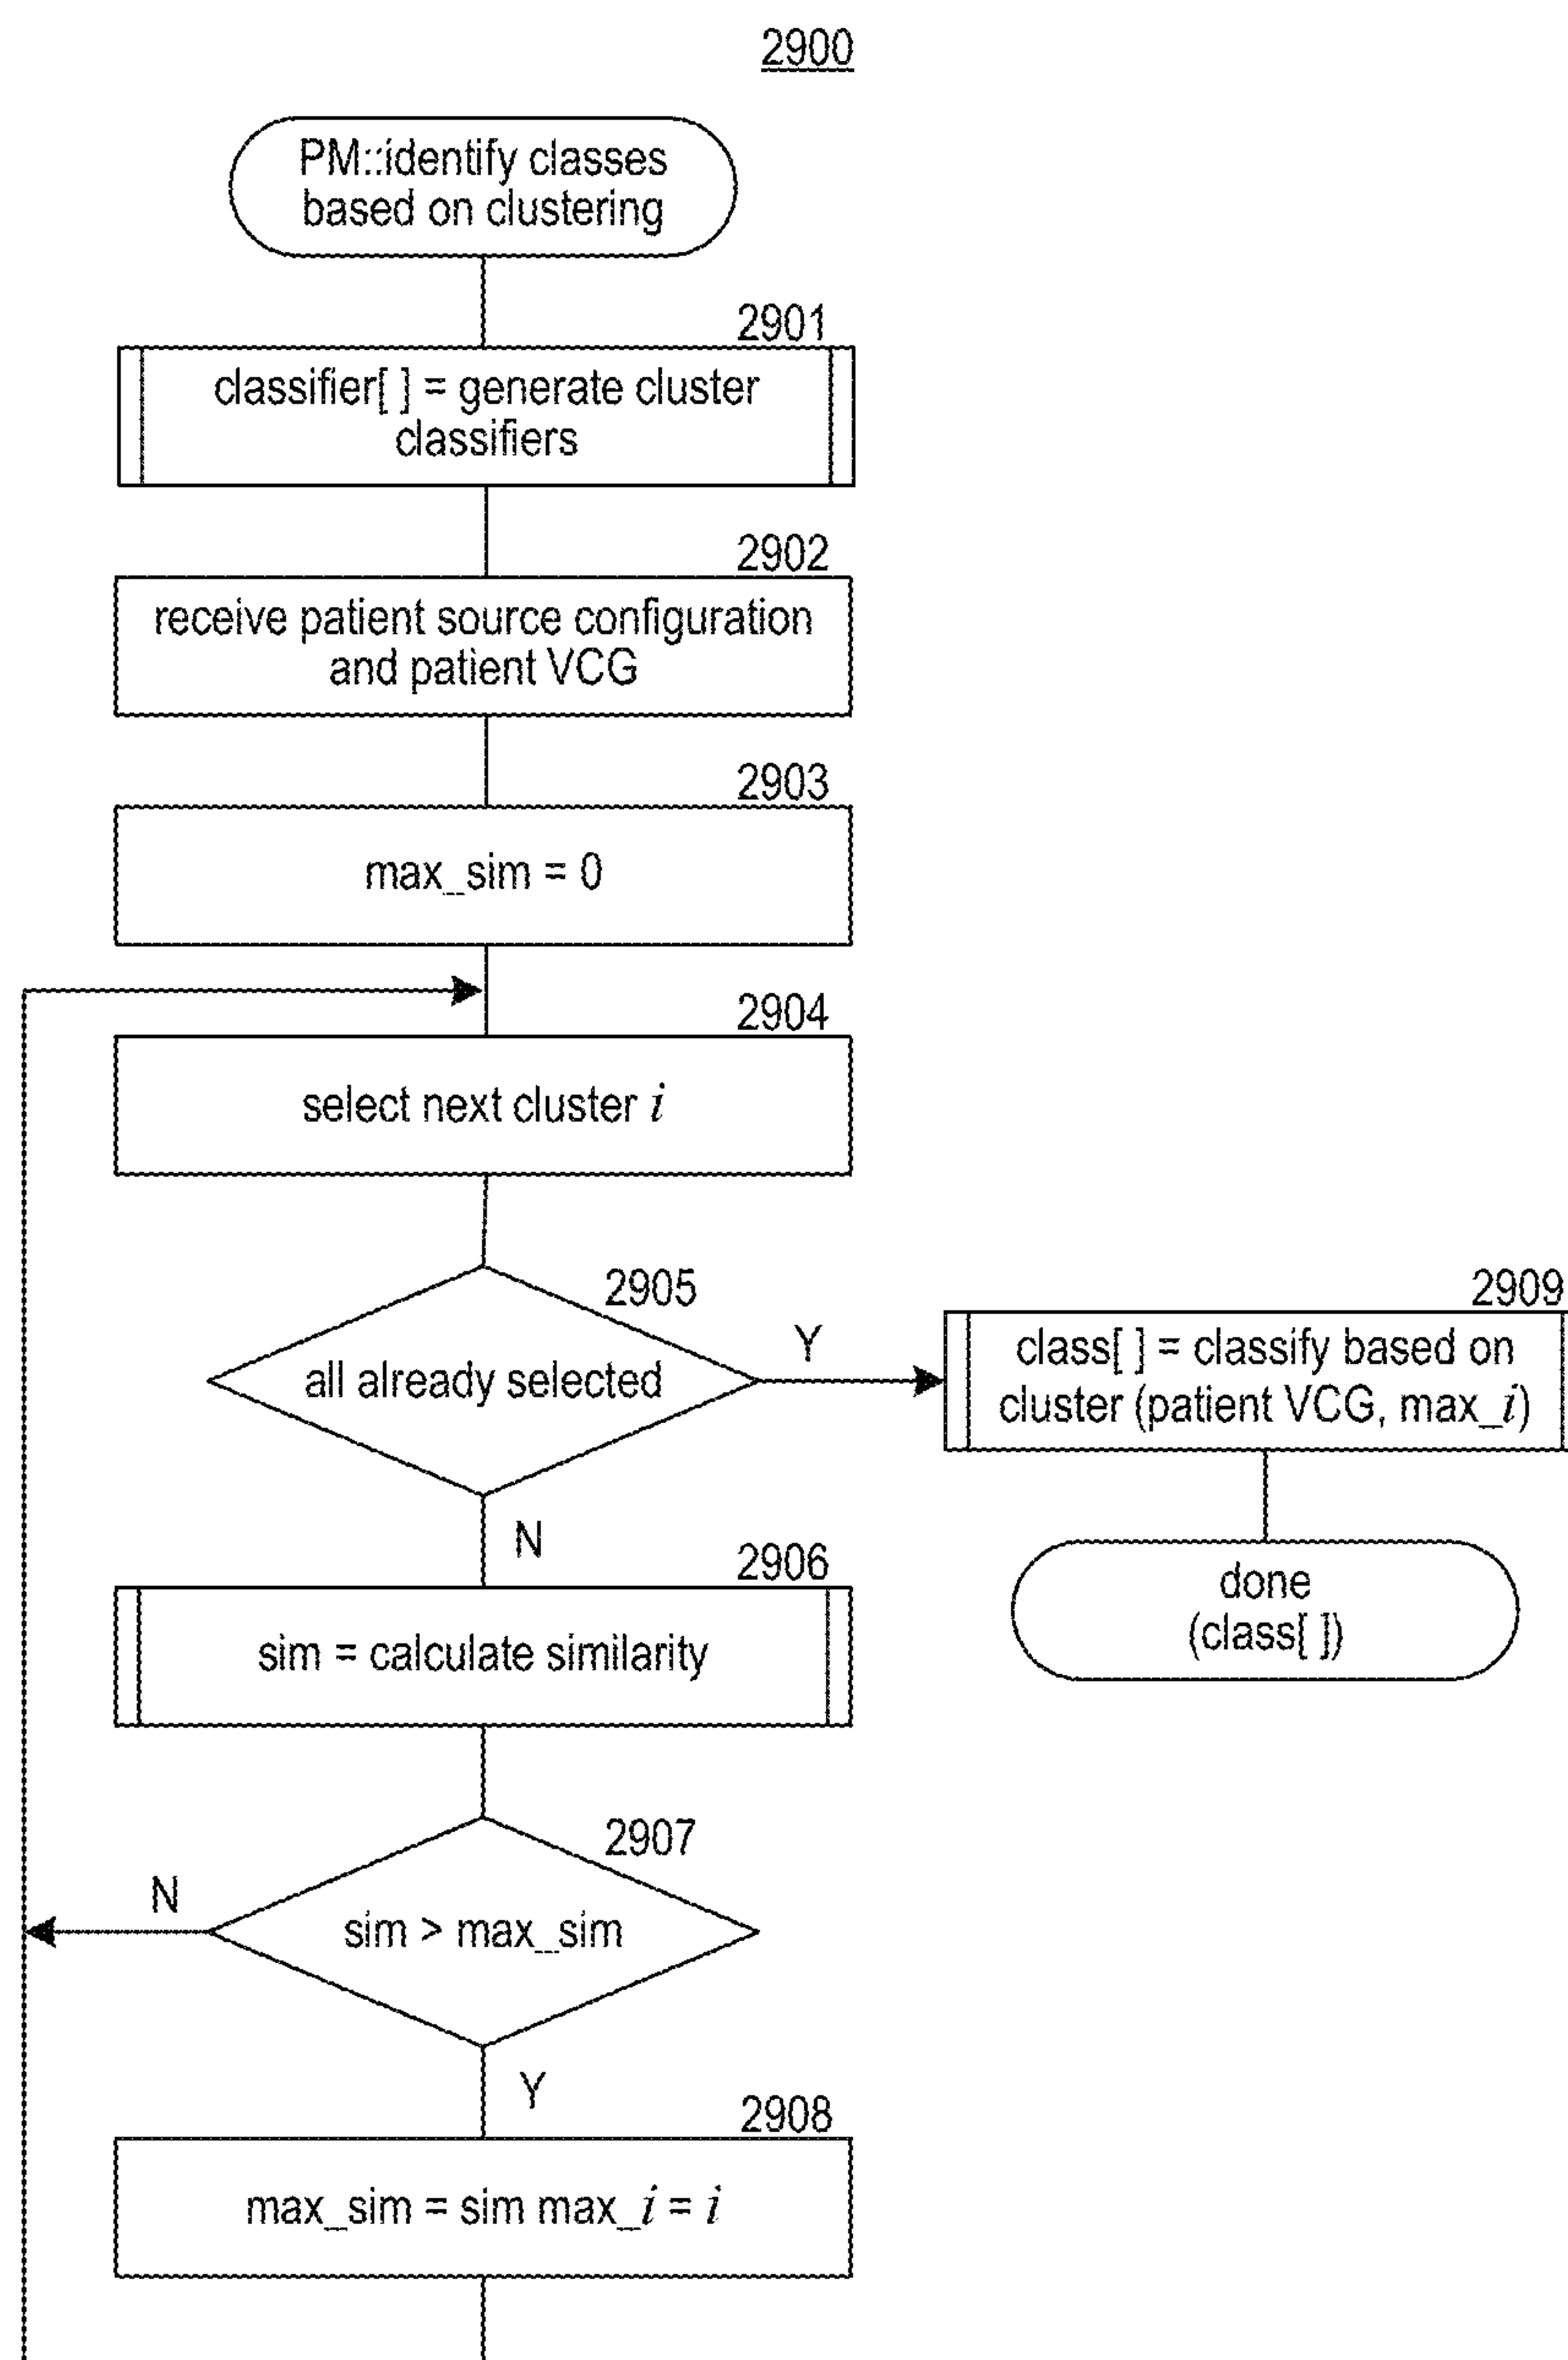 2900
PM::identify classes
based on clustering
2901
classifier[ ] = generate cluster
classifiers
2902
receive patient source configuration
and patient VCG
2903
max_sim = 0
2904
select next cluster i
2905
all already selected
Y
2909
class[ ] = classify based on
cluster (patient VCG, max_i)
done
(class[ ])
N
2906
sim = calculate similarity
2907
N
sim > max_sim
Y
2908
max_sim = sim max_i = i